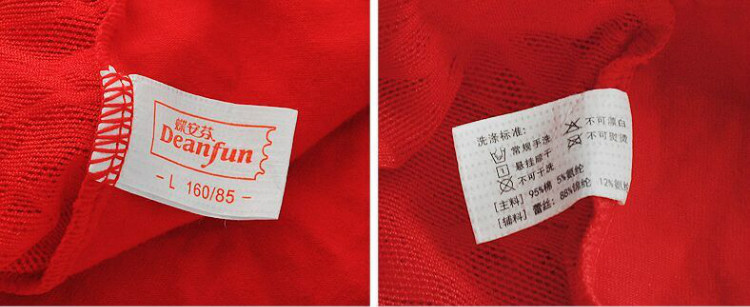 蝶安芬
Deanfun
- L 160/85 -
洗涤标准:
常规手洗 不可漂白
悬挂晾干 不可熨烫
不可干洗
[主料] 95%棉 5%氨纶
[辅料] 蕾丝: 88%锦纶 12%氨纶